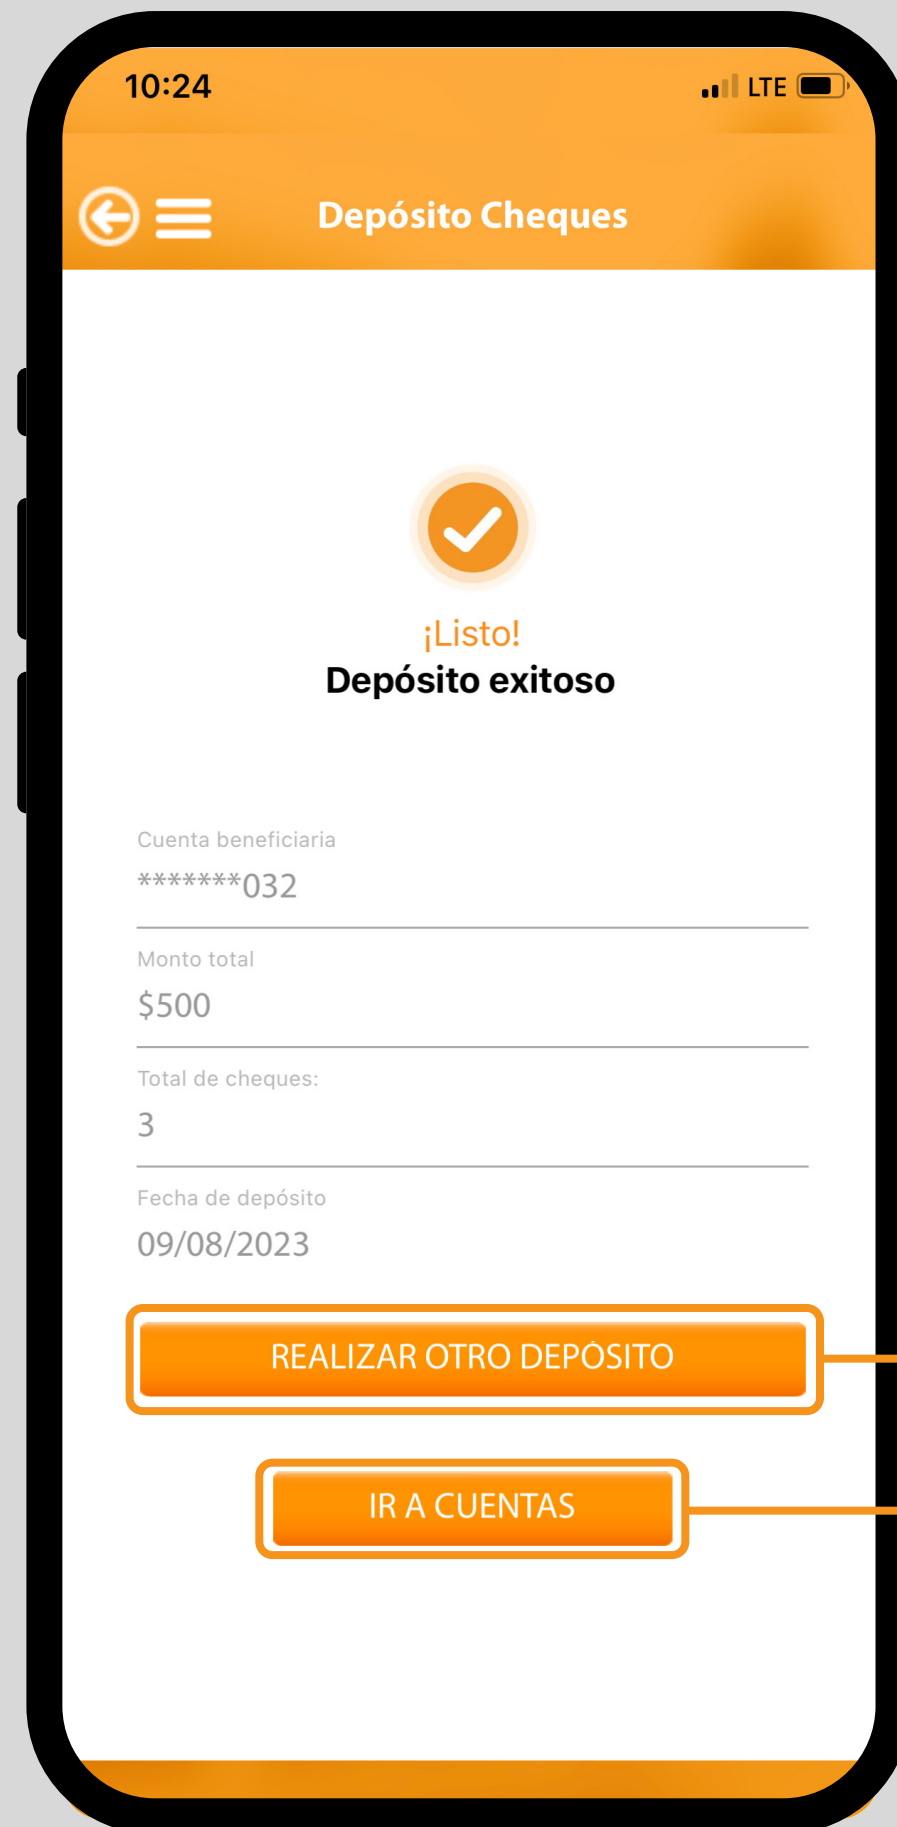 10:24
LTE
Depósito Cheques
¡Listo!
Depósito exitoso
Cuenta beneficiaria
*******032
Monto total
$500
Total de cheques:
3
Fecha de depósito
09/08/2023
REALIZAR OTRO DEPÓSITO
IR A CUENTAS